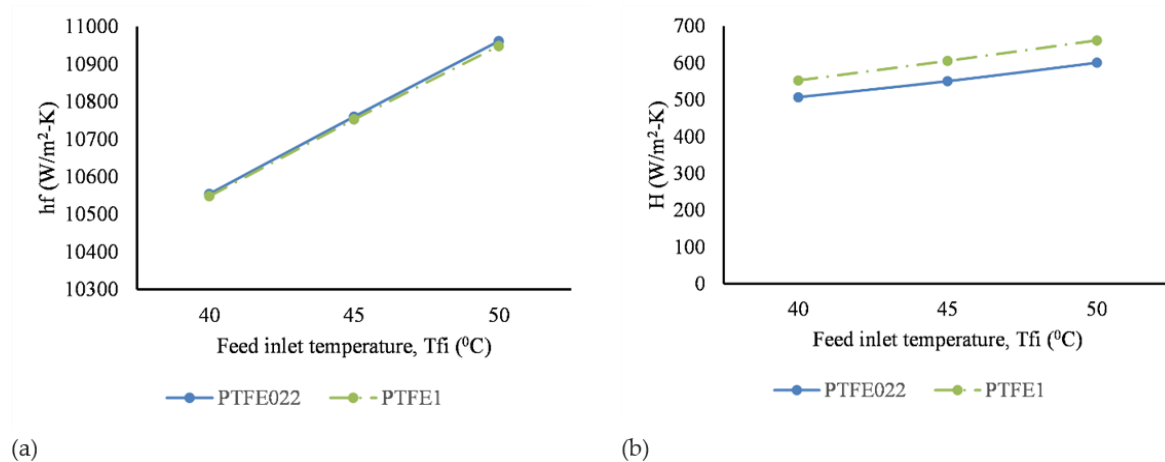 11000
10900
10800
10700
10600
10500
10400
10300
hf (W/m²-K)
40 45 50
Feed inlet temperature, Tfi (⁰C)
PTFE022 PTFE1
(a)
700
600
500
400
300
200
100
0
H (W/m²-K)
40 45 50
Feed inlet temperature, Tfi (⁰C)
PTFE022 PTFE1
(b)